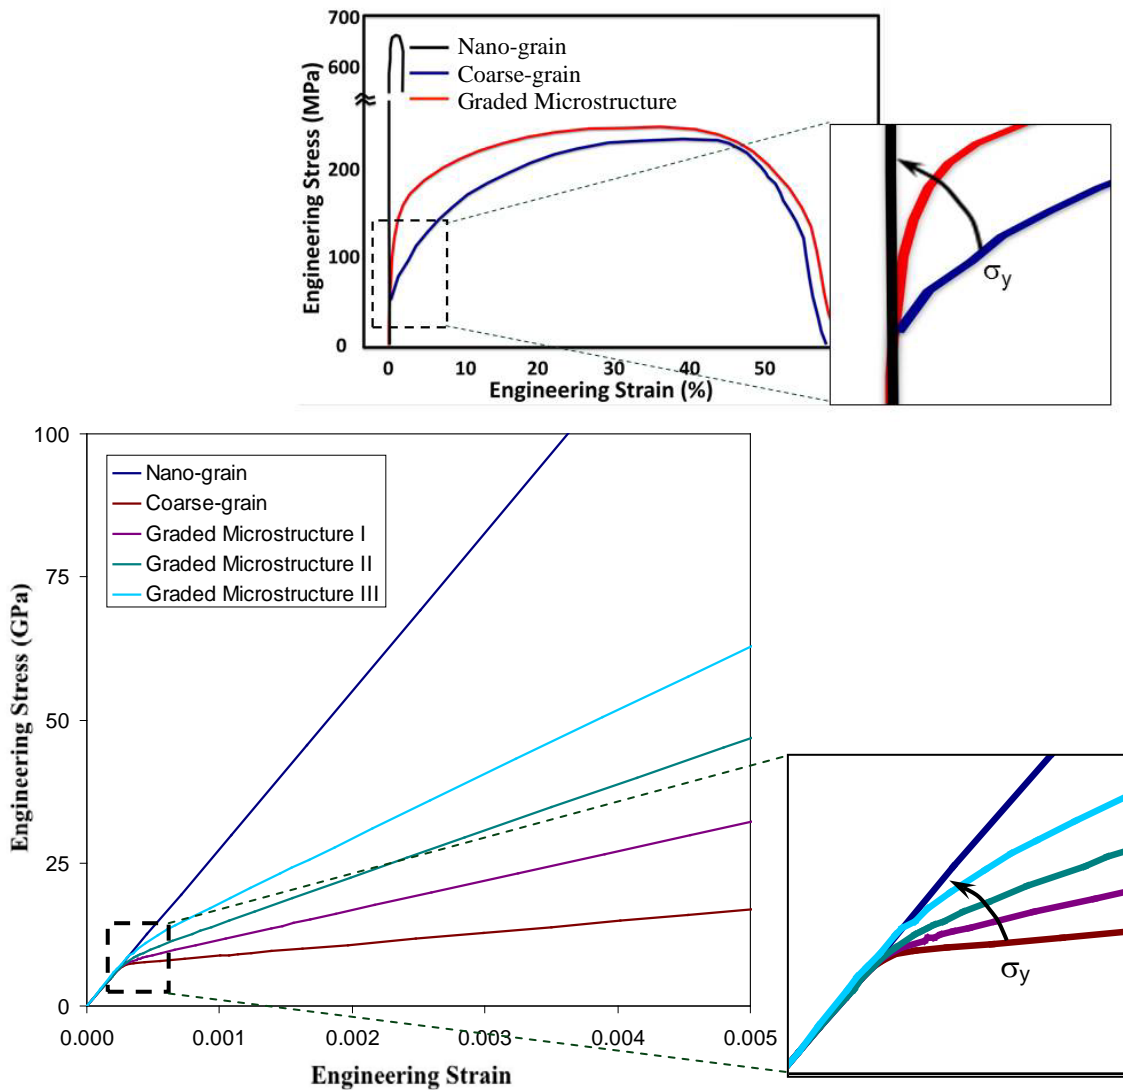 700
600
200
100
0
Engineering Stress (MPa)
Nano-grain
Coarse-grain
Graded Microstructure
σy
0 10 20 30 40 50
Engineering Strain (%)
100
75
50
25
0
Engineering Stress (GPa)
Nano-grain
Coarse-grain
Graded Microstructure I
Graded Microstructure II
Graded Microstructure III
σy
0.000 0.001 0.002 0.003 0.004 0.005
Engineering Strain